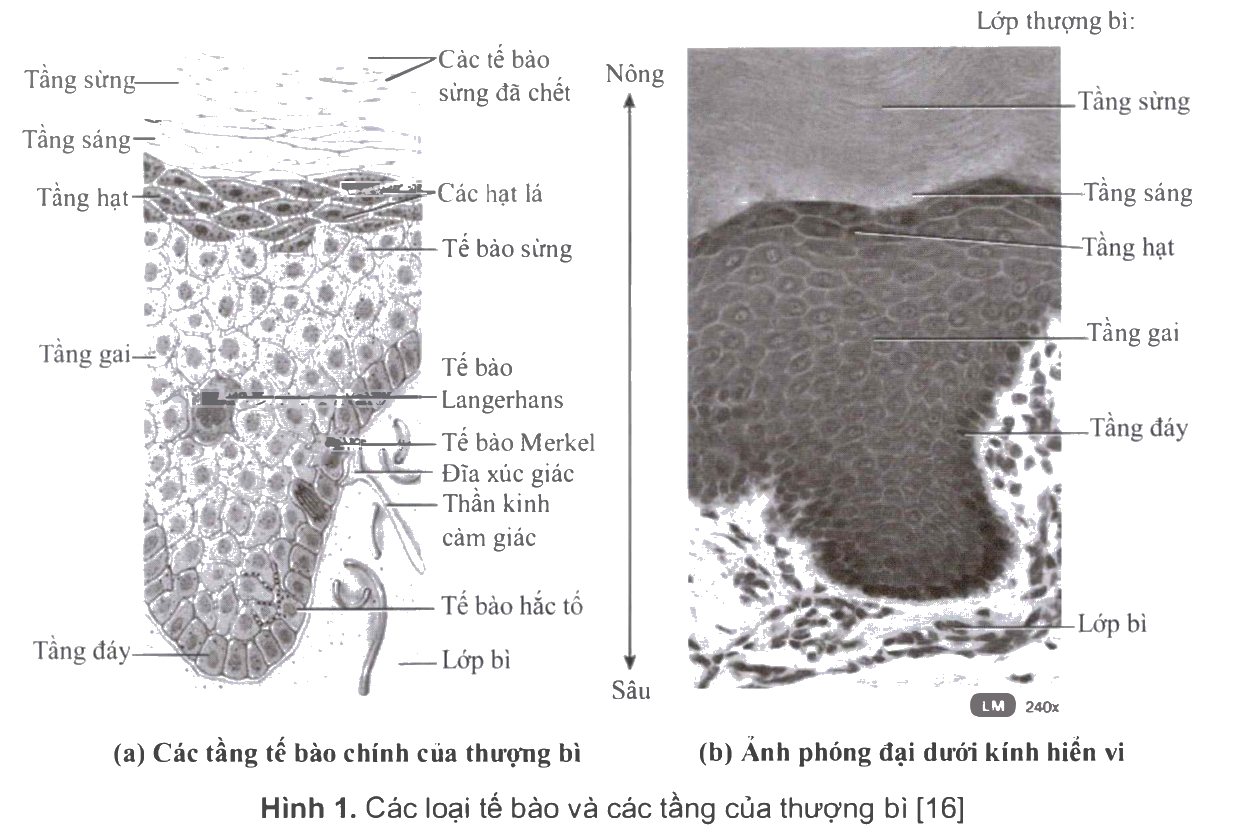 Lớp thượng bì:
Tầng sừng
Tầng sáng
Tầng hạt
Tầng gai
Tầng đáy
Các tế bào
sừng đã chết
Các hạt lá
Tế bào sừng
Tế bào
Langerhans
Tế bào Merkel
Đĩa xúc giác
Thần kinh
cảm giác
Tế bào hắc tố
Lớp bì
Nông
Sâu
Tầng sừng
Tầng sáng
Tầng hạt
Tầng gai
Tầng đáy
Lớp bì
LM 240x
(a) Các tầng tế bào chính của thượng bì
(b) Ảnh phóng đại dưới kính hiển vi
Hình 1. Các loại tế bào và các tầng của thượng bì [16]